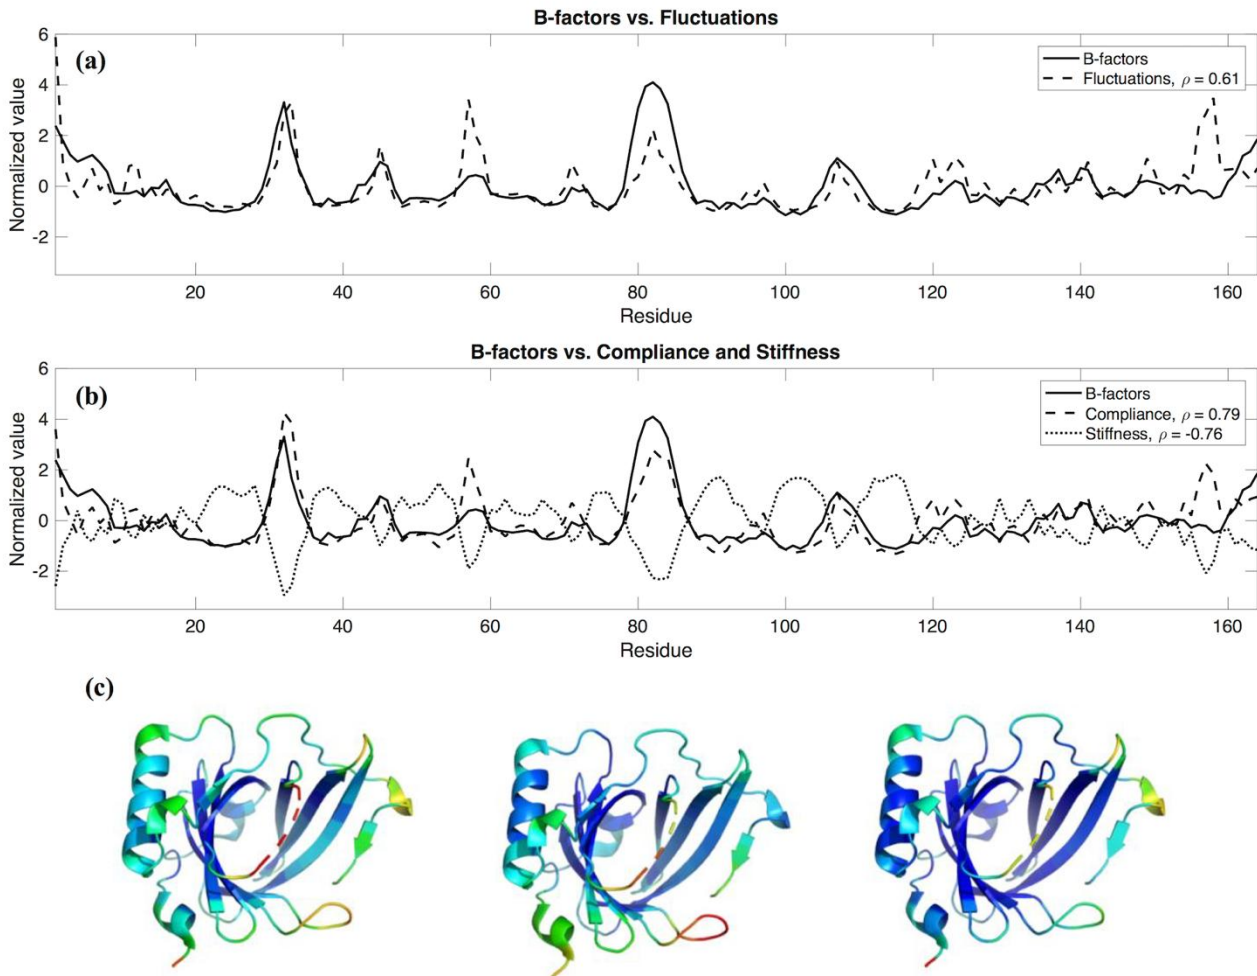 B-factors vs. Fluctuations
(a)
B-factors
Fluctuations, ρ = 0.61
Normalized value
6
4
2
0
-2
20 40 60 80 100 120 140 160
Residue
B-factors vs. Compliance and Stiffness
(b)
B-factors
Compliance, ρ = 0.79
Stiffness, ρ = -0.76
Normalized value
6
4
2
0
-2
20 40 60 80 100 120 140 160
Residue
(c)